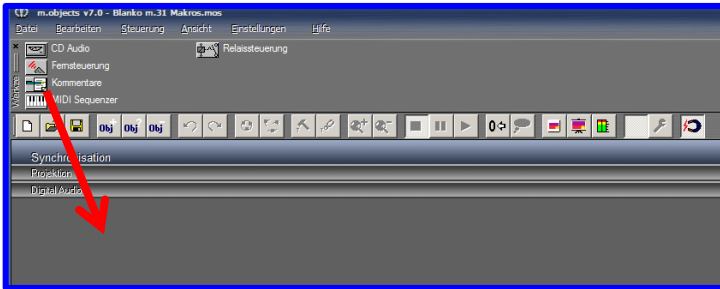 m.objects v7.0 - Blanko m.31 Makros.mos
Datei Bearbeiten Steuerung Ansicht Einstellungen Hilfe
CD Audio Relaissteuerung
Fernsteuerung
Kommentare
MIDI Sequenzer
Werkze
Obj Obj Obj 0
Synchronisation
Projektion
Digital Audio